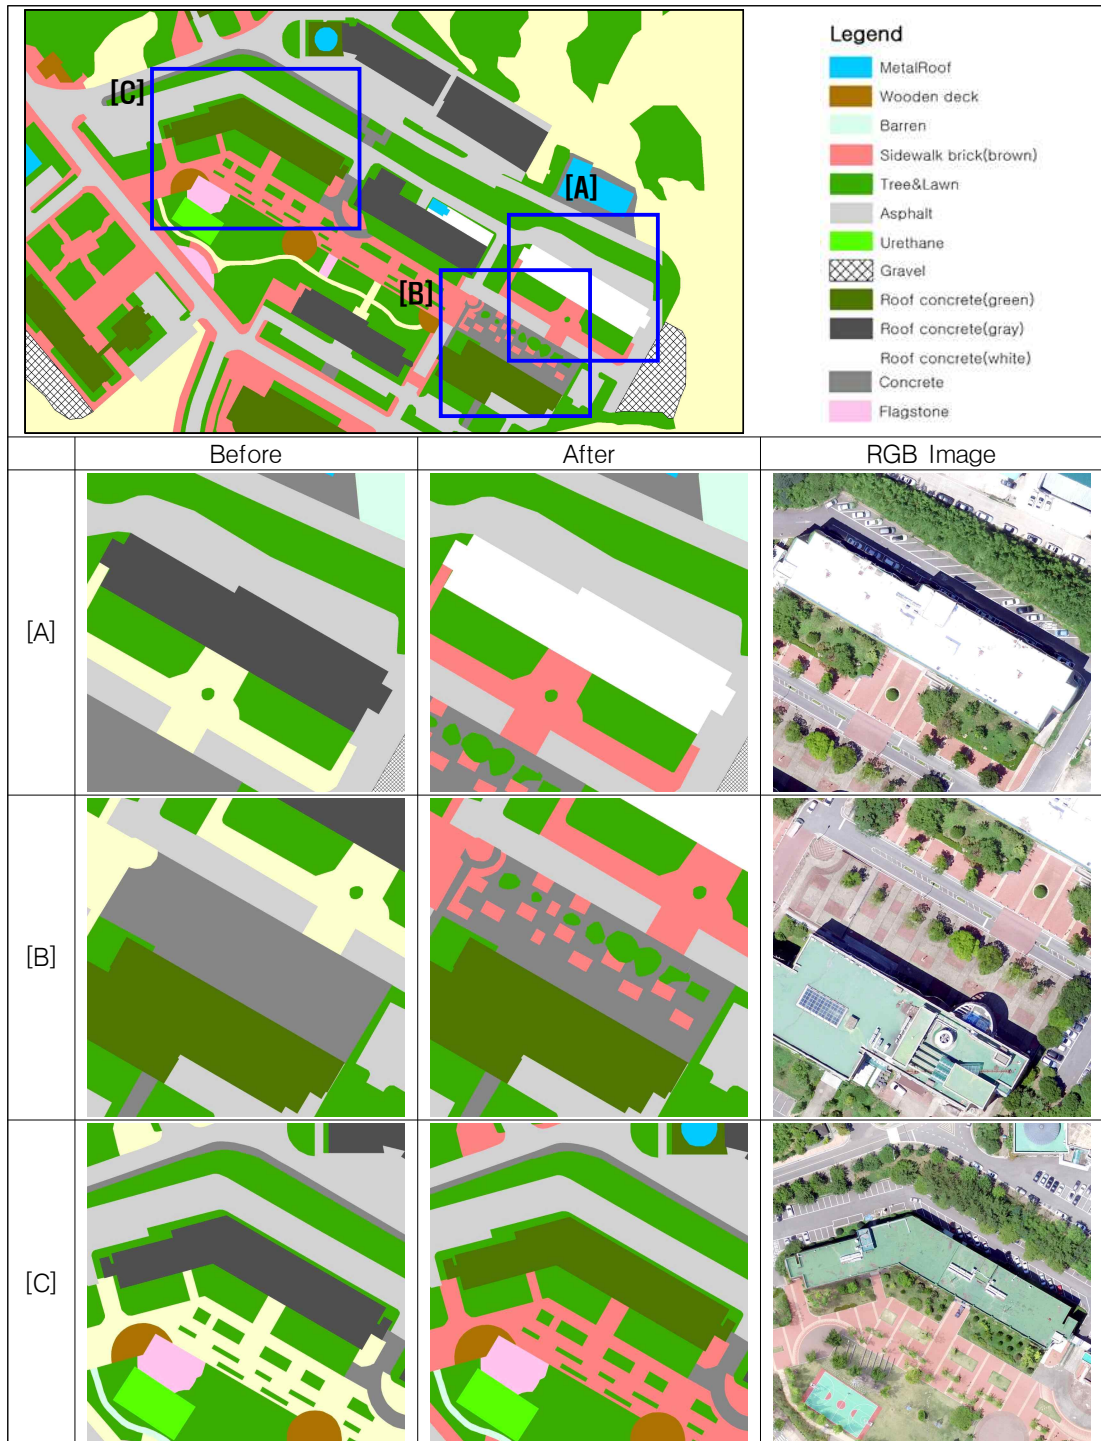 [C]
[A]
[B]
Legend
MetalRoof
Wooden deck
Barren
Sidewalk brick(brown)
Tree&Lawn
Asphalt
Urethane
Gravel
Roof concrete(green)
Roof concrete(gray)
Roof concrete(white)
Concrete
Flagstone
Before After RGB Image
[A]
[B]
[C]